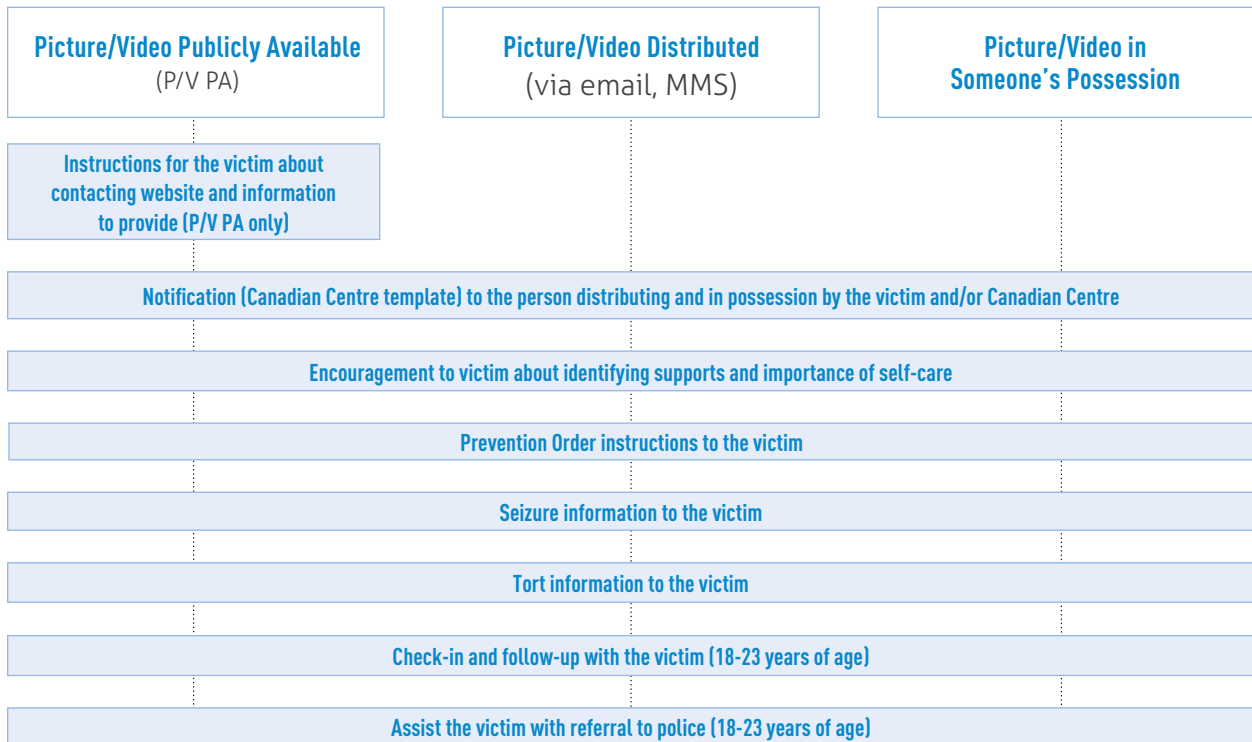 Picture/Video Publicly Available
(P/V PA)
Picture/Video Distributed
(via email, MMS)
Picture/Video in
Someone’s Possession
Instructions for the victim about
contacting website and information
to provide (P/V PA only)
Notification (Canadian Centre template) to the person distributing and in possession by the victim and/or Canadian Centre
Encouragement to victim about identifying supports and importance of self-care
Prevention Order instructions to the victim
Seizure information to the victim
Tort information to the victim
Check-in and follow-up with the victim (18-23 years of age)
Assist the victim with referral to police (18-23 years of age)